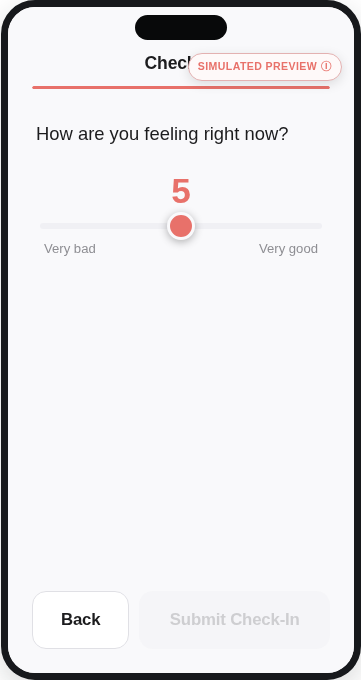 SIMULATED PREVIEW ⓘ
How are you feeling right now?
5
Very bad Very good
Back Submit Check-In